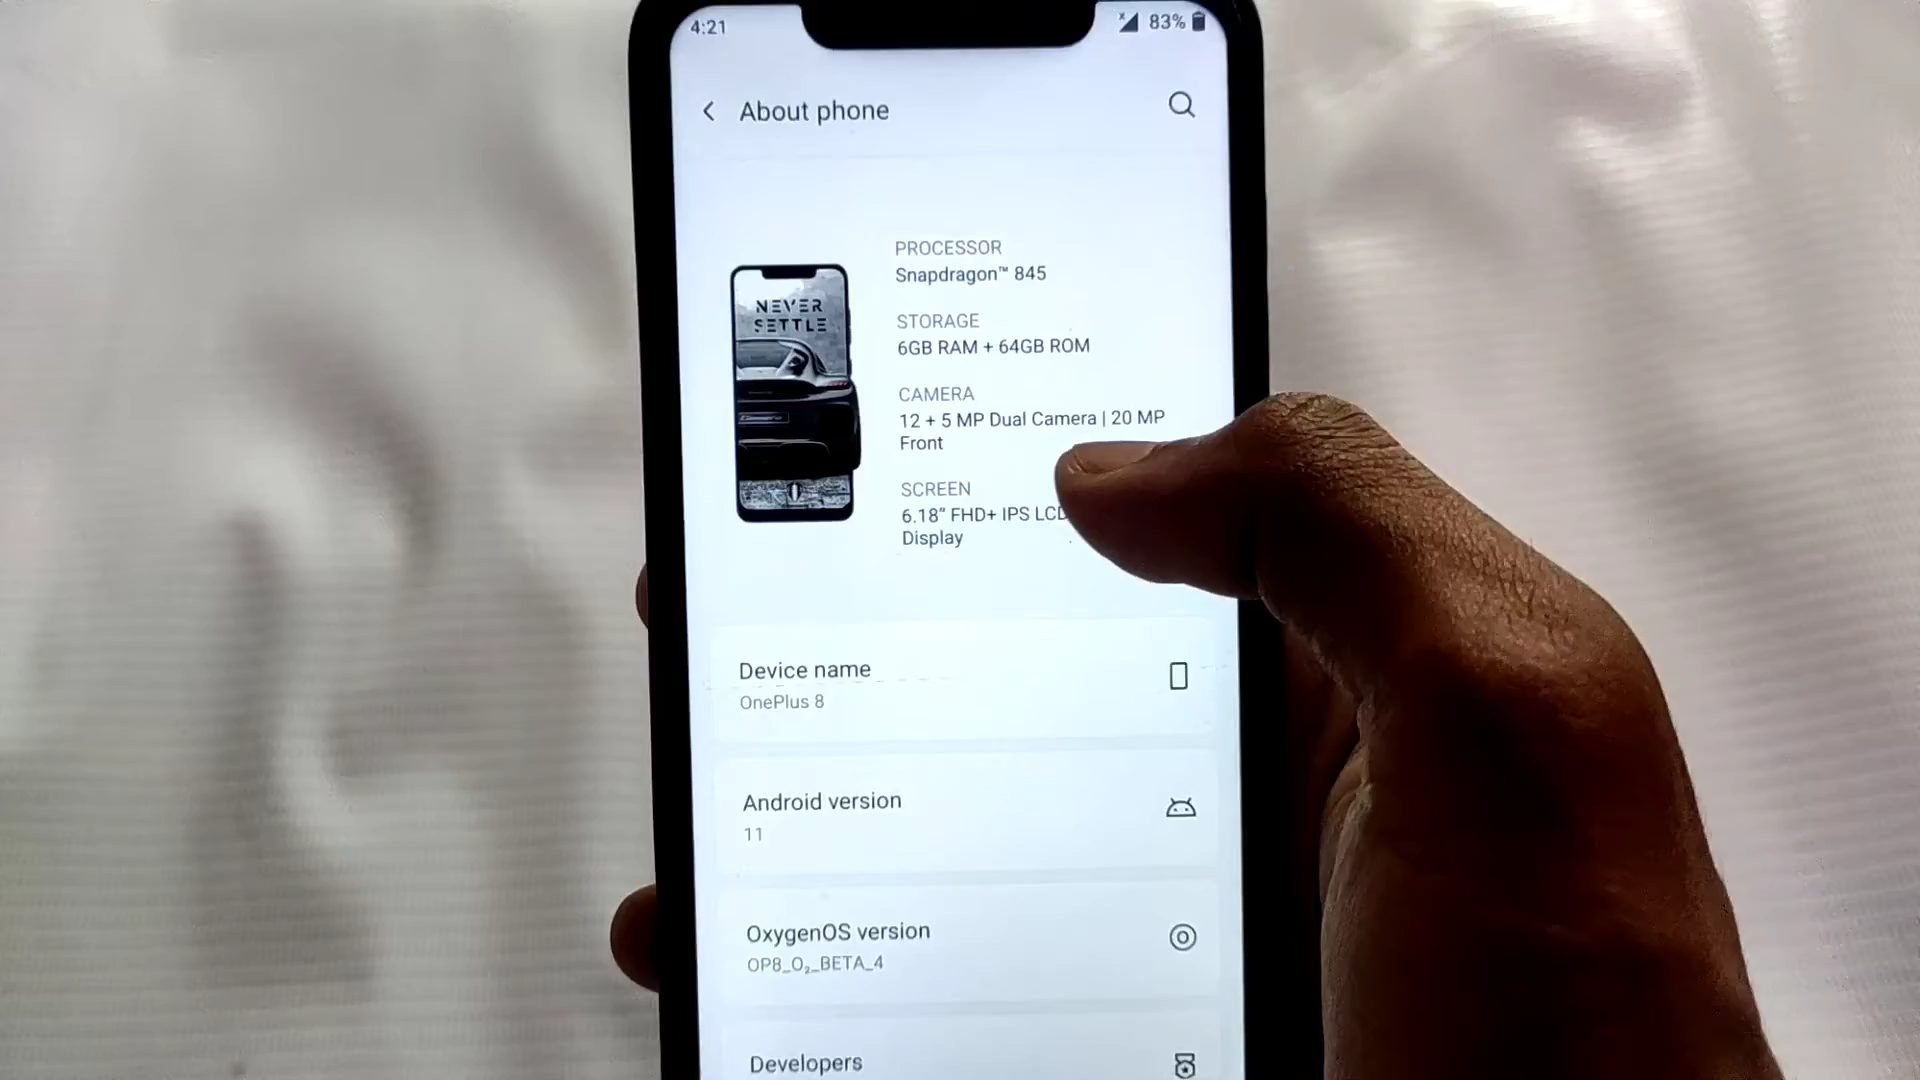 4:21
83%
About phone
PROCESSOR
Snapdragon™ 845
STORAGE
6GB RAM + 64GB ROM
CAMERA
12 + 5 MP Dual Camera | 20 MP
Front
SCREEN
6.18” FHD+ IPS LCD
Display
NEVER
SETTLE
Device name
OnePlus 8
Android version
11
OxygenOS version
OP8_O₂_BETA_4
Developers